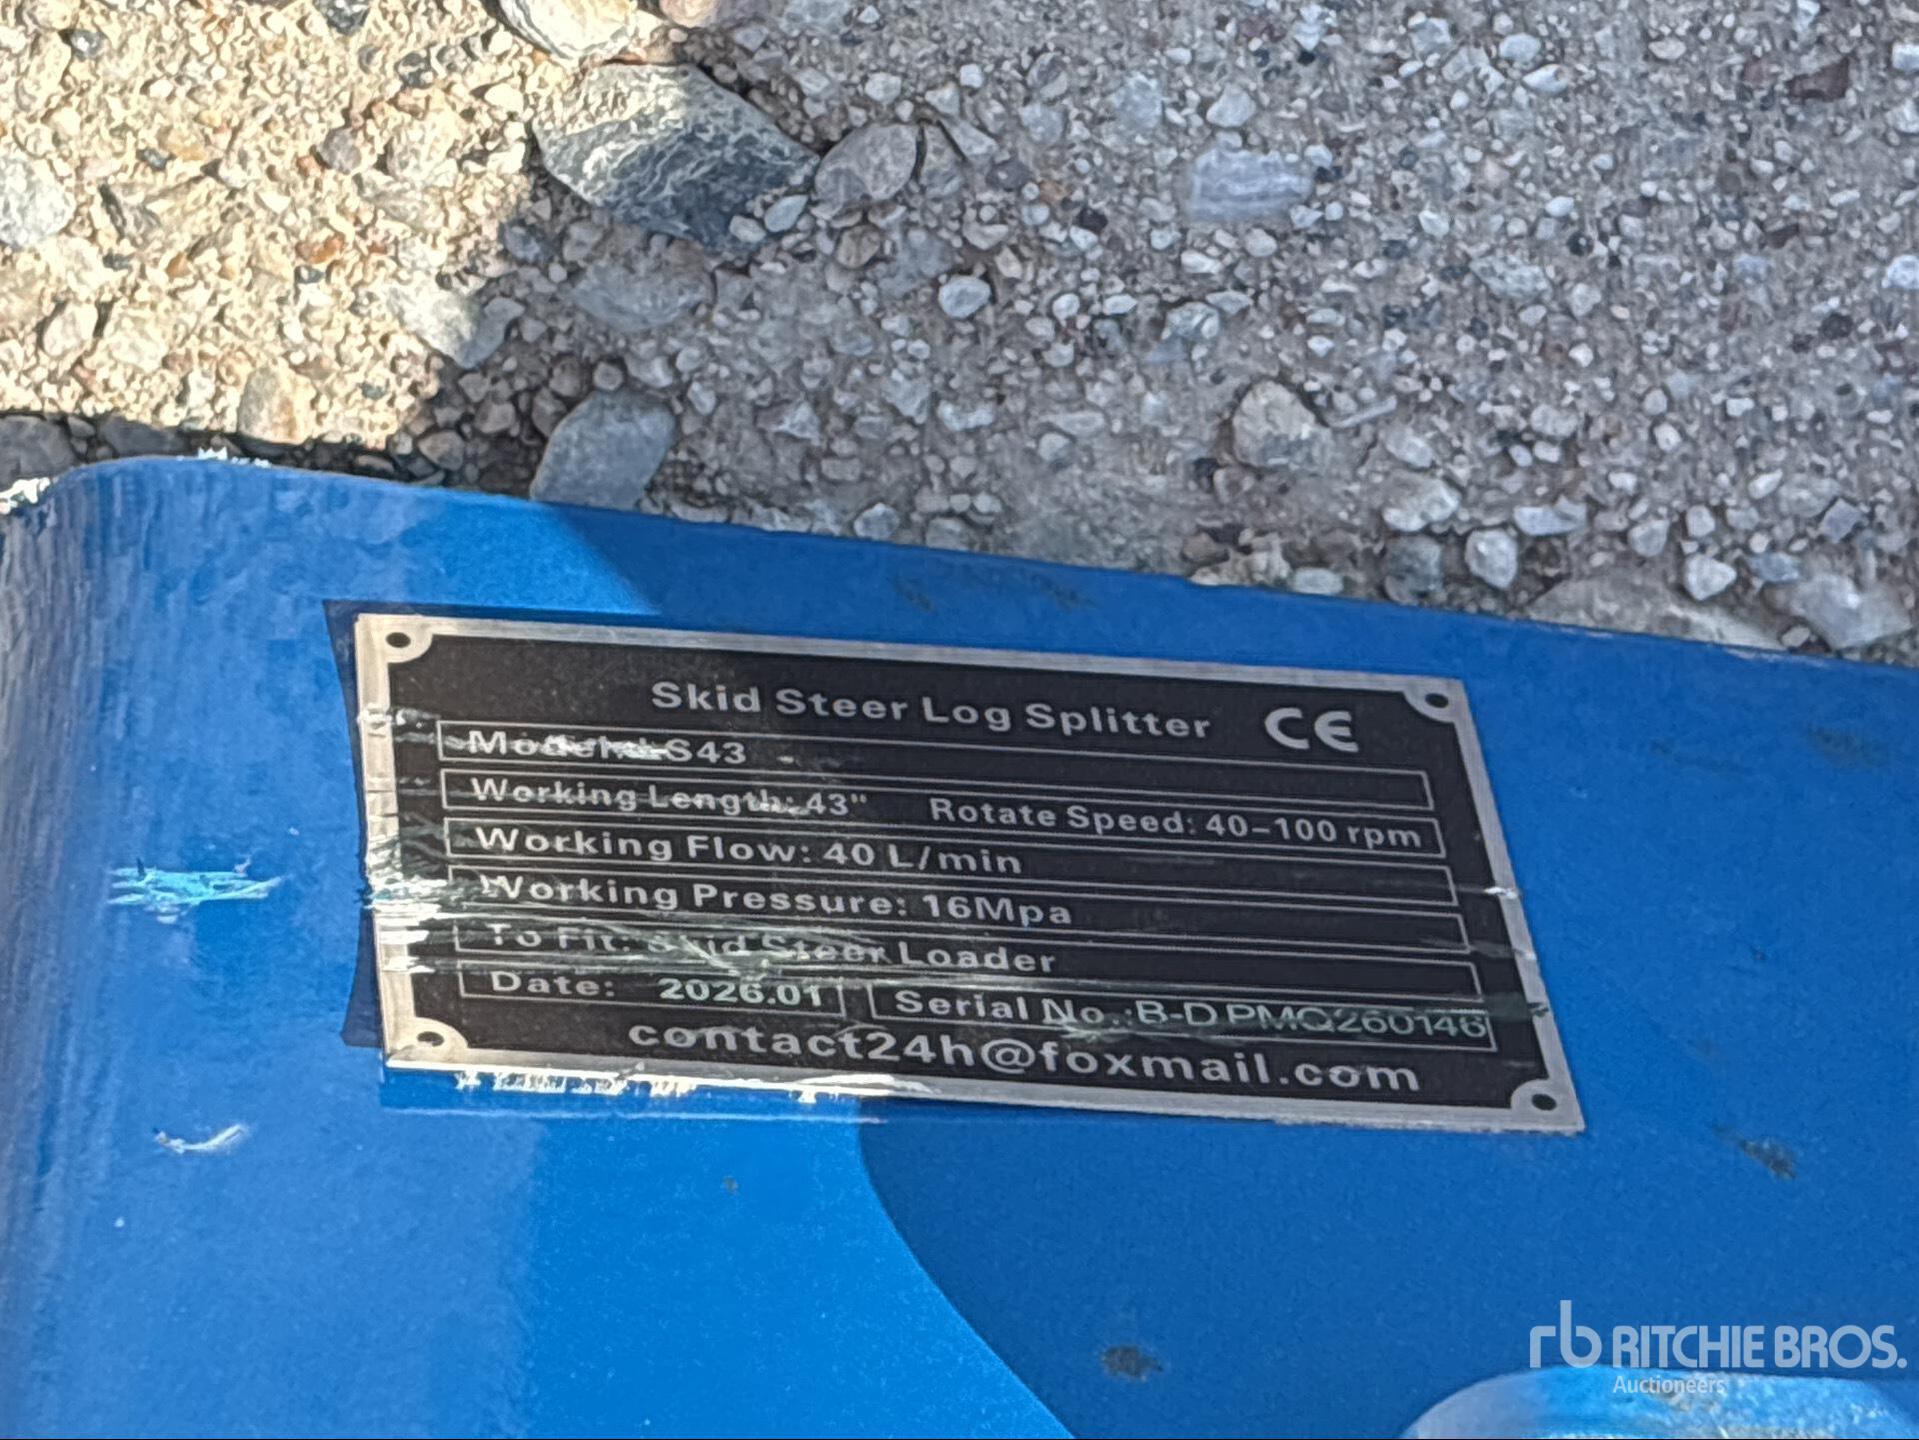 Skid Steer Log Splitter CE
Model: S43
Working Length: 43" Rotate Speed: 40-100 rpm
Working Flow: 40 L/min
Working Pressure: 16Mpa
To Fit: Skid Steer Loader
Date: 2026.01 Serial No.:B-DPMQ260146
contact24h@foxmail.com
rb RITCHIE BROS.
Auctioneers